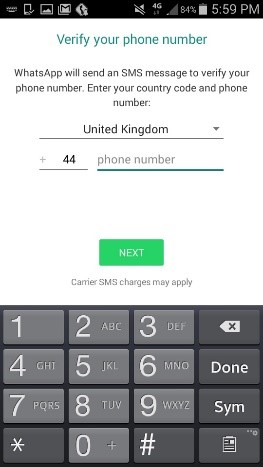 4G 84% 5:59 PM
Verify your phone number
WhatsApp will send an SMS message to verify your
phone number. Enter your country code and phone
number:
United Kingdom
+ 44 phone number
NEXT
Carrier SMS charges may apply
1 2 ABC 3 DEF
4 GHI 5 JKL 6 MNO Done
7 PQRS 8 TUV 9 WXYZ Sym
* 0 + #